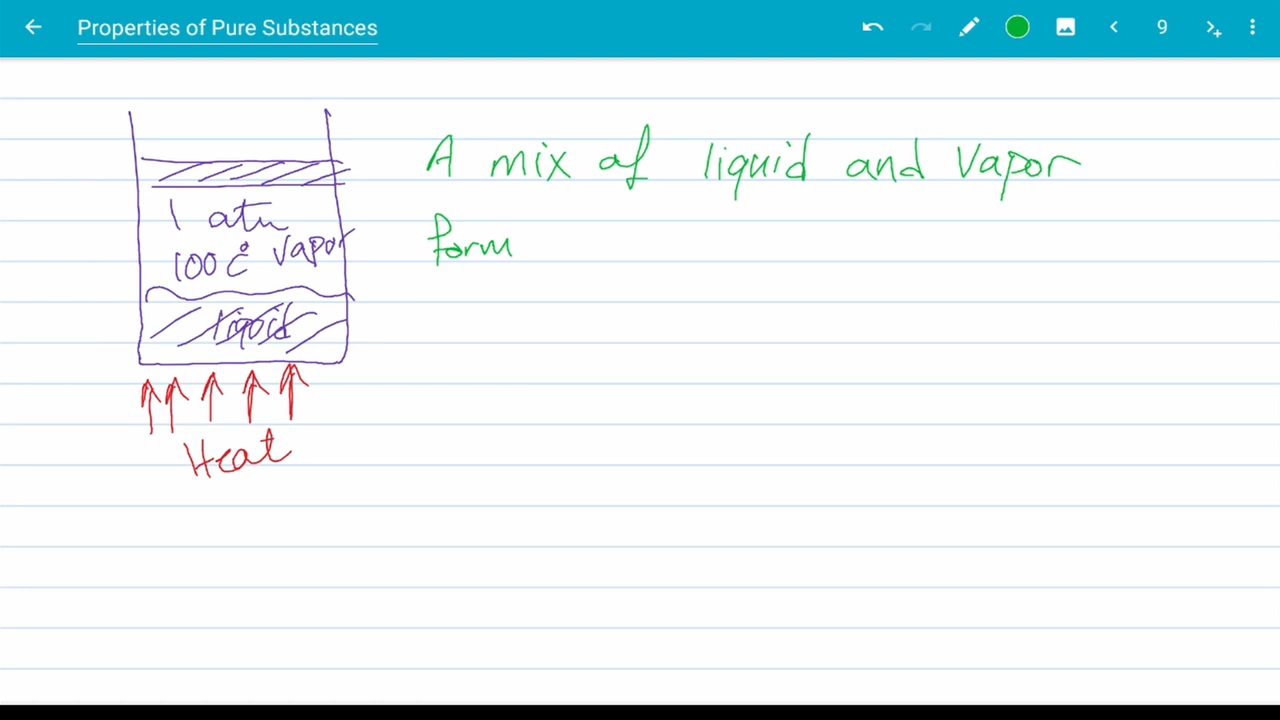 Properties of Pure Substances
9
A mix of liquid and vapor
form
1 atm
100°C vapor
liquid
Heat